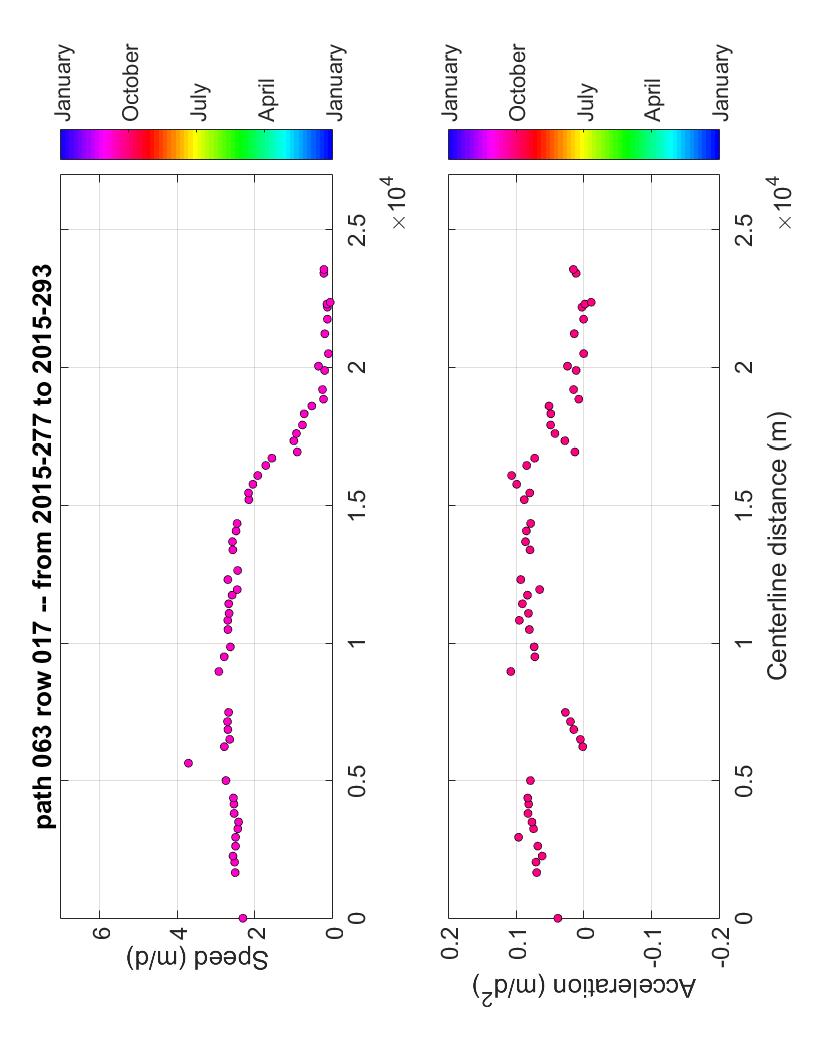 path 063 row 017 -- from 2015-277 to 2015-293
Speed (m/d)
6
4
2
0
0
0.5
1
1.5
2
2.5
×10^4
January
October
July
April
January
Acceleration (m/d^2)
0.2
0.1
0
-0.1
-0.2
0
0.5
1
1.5
2
2.5
×10^4
Centerline distance (m)
January
October
July
April
January